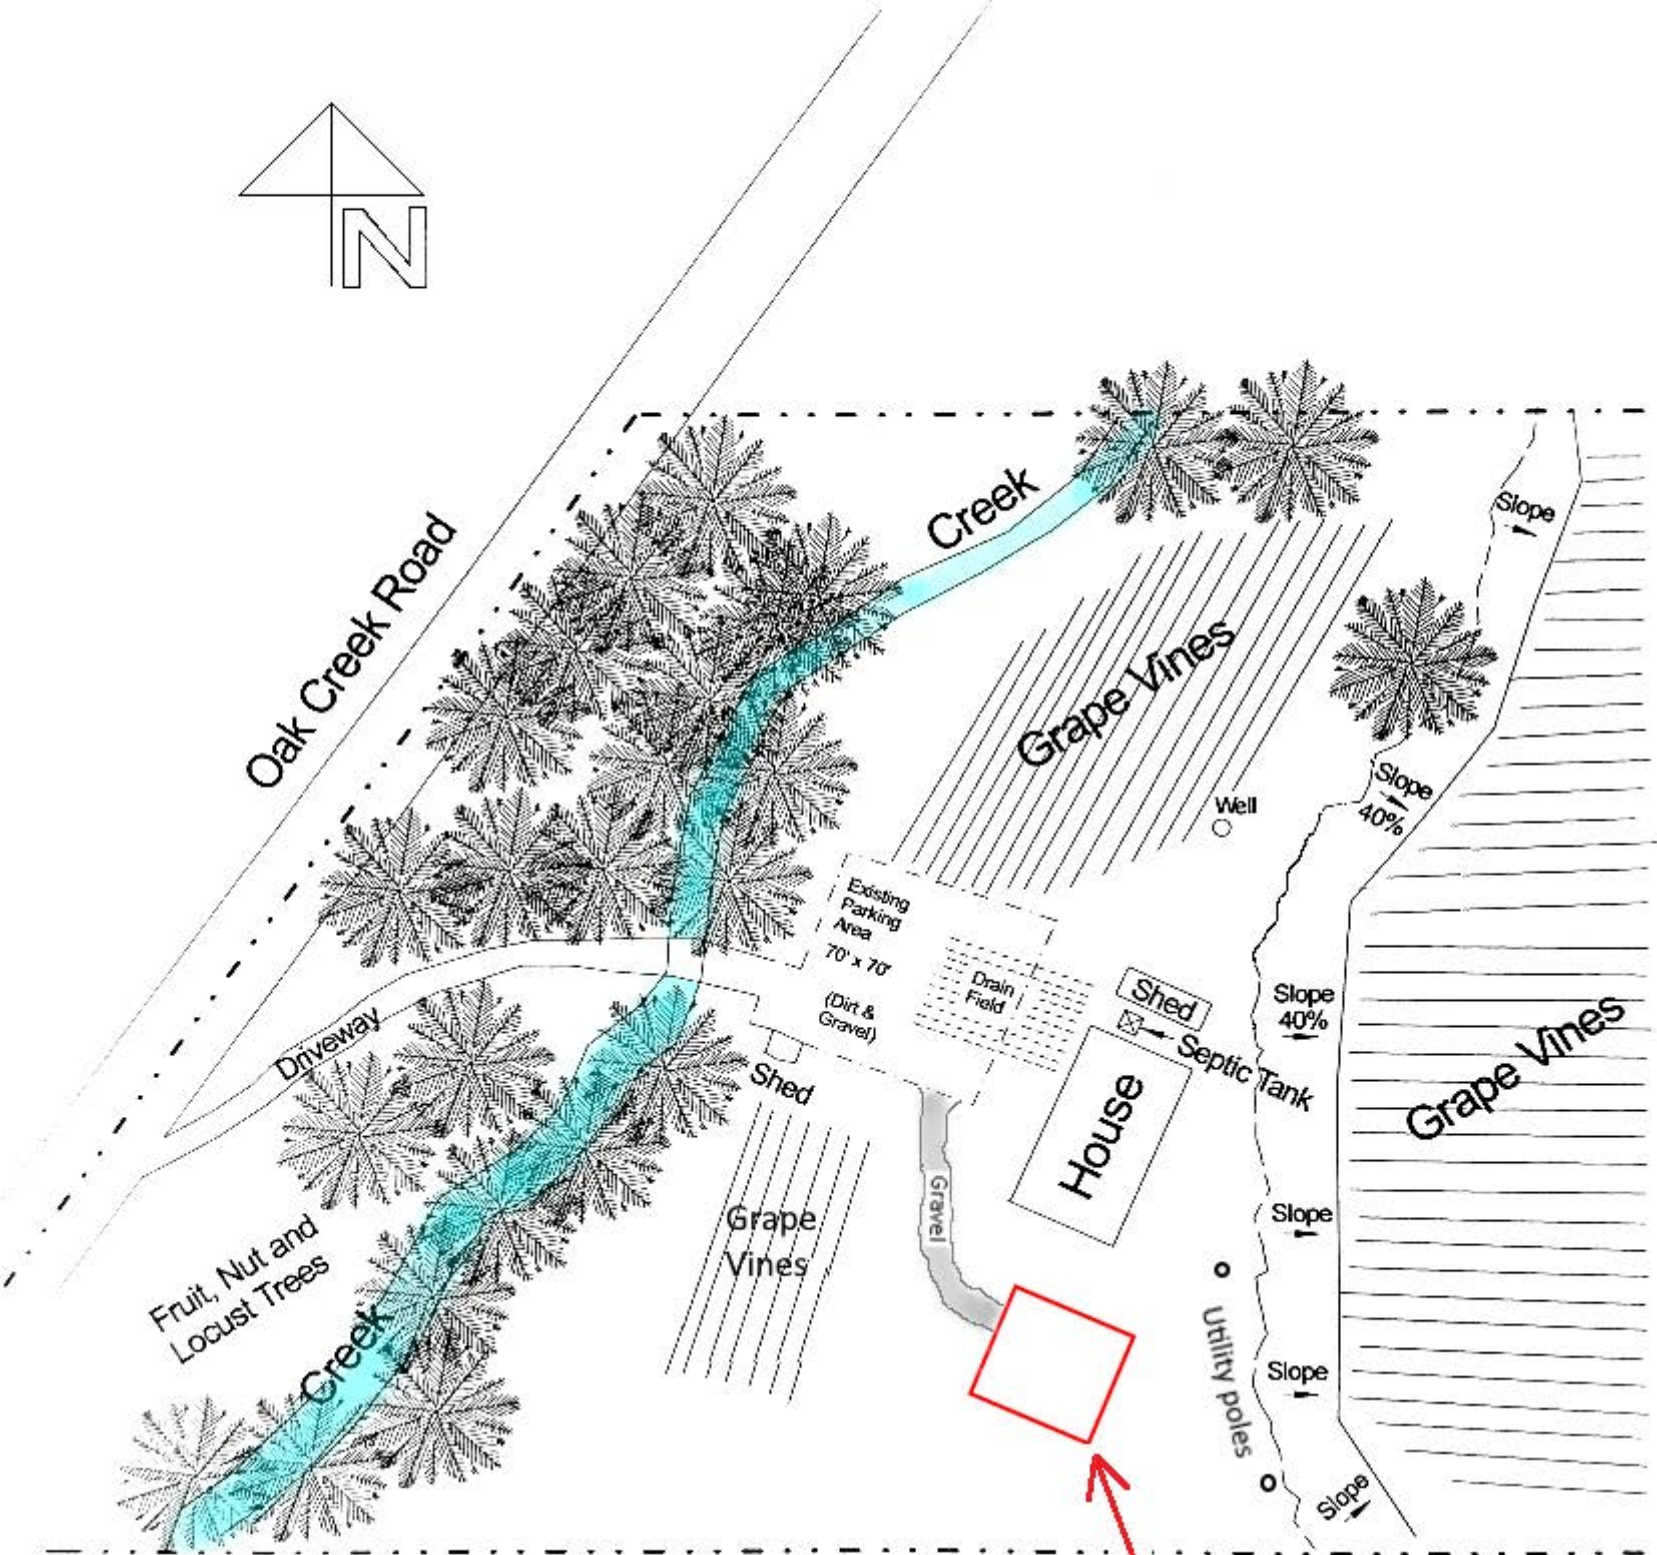 N
Oak Creek Road
Creek
Slope
Grape Vines
Slope
40%
Well
Existing
Parking
Area
70' x 70'
(Dirt &
Gravel)
Drain
Field
Shed
Septic Tank
Slope
40%
Grape Vines
Driveway
Shed
House
Grape
Vines
Gravel
Slope
Fruit, Nut and
Locust Trees
Creek
Utility poles
Slope
Slope